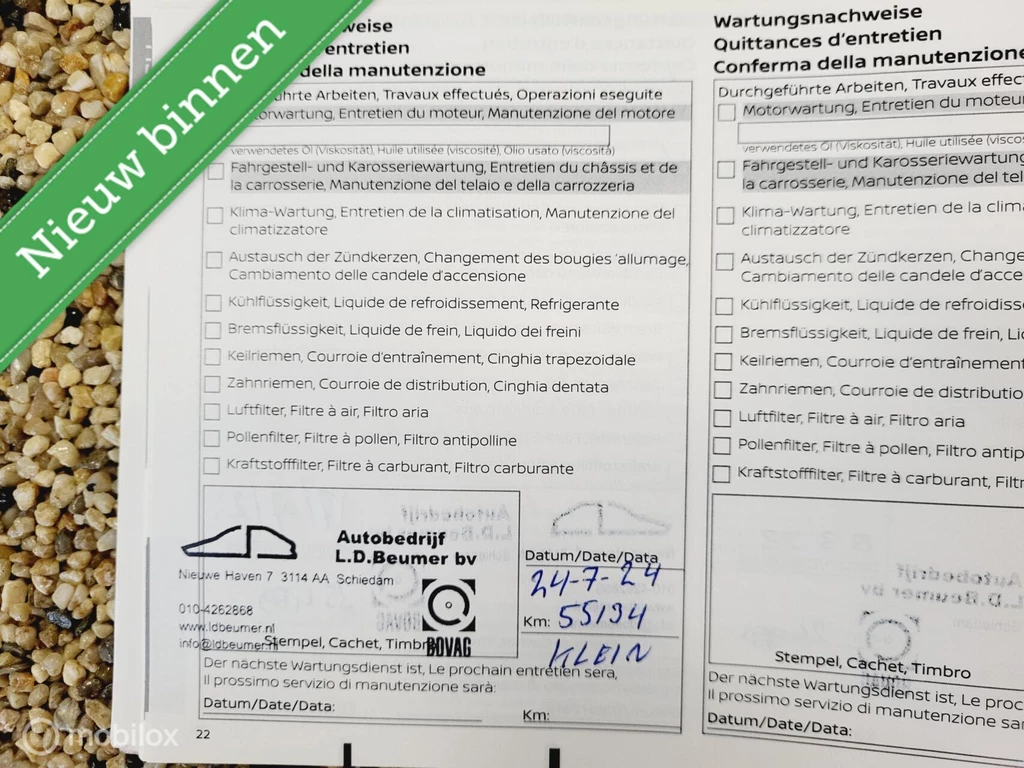 Nieuw binnen
weise
entretien
della manutenzione
hrte Arbeiten, Travaux effectués, Operazioni eseguite
orwartung, Entretien du moteur, Manutenzione del motore
verwendetes Öl (Viskosität), Huile utilisée (viscosité), Olio usato (viscosità)
Fahrgestell- und Karosseriewartung, Entretien du châssis et de
la carrosserie, Manutenzione del telaio e della carrozzeria
Klima-Wartung, Entretien de la climatisation, Manutenzione del
climatizzatore
Austausch der Zündkerzen, Changement des bougies 'allumage,
Cambiamento delle candele d'accensione
Kühlflüssigkeit, Liquide de refroidissement, Refrigerante
Bremsflüssigkeit, Liquide de frein, Liquido dei freini
Keilriemen, Courroie d'entraînement, Cinghia trapezoidale
Zahnriemen, Courroie de distribution, Cinghia dentata
Luftfilter, Filtre à air, Filtro aria
Pollenfilter, Filtre à pollen, Filtro antipolline
Kraftstofffilter, Filtre à carburant, Filtro carburante
Autobedrijf
L.D.Beumer bv
Nieuwe Haven 7 3114 AA Schiedam
010-4262868
www.ldbeumer.nl
info@ldbeumer.nl
BOVAG
Stempel, Cachet, Timbro
Datum/Date/Data
24-7-24
Km: 55194
KLEIN
Der nächste Wartungsdienst ist, Le prochain entretien sera,
Il prossimo servizio di manutenzione sarà:
Datum/Date/Data:
Km:
22
Wartungsnachweise
Quittances d'entretien
Conferma della manutenzione
Durchgeführte Arbeiten, Travaux effec
Motorwartung, Entretien du moteur
verwendetes Öl (Viskosität), Huile utilisée (visco
Fahrgestell- und Karosseriewartung
la carrosserie, Manutenzione del tel
Klima-Wartung, Entretien de la clim
climatizzatore
Austausch der Zündkerzen, Change
Cambiamento delle candele d'acce
Kühlflüssigkeit, Liquide de refroidiss
Bremsflüssigkeit, Liquide de frein, Li
Keilriemen, Courroie d'entraînement
Zahnriemen, Courroie de distributio
Luftfilter, Filtre à air, Filtro aria
Pollenfilter, Filtre à pollen, Filtro antip
Kraftstofffilter, Filtre à carburant, Filt
Stempel, Cachet, Timbro
Der nächste Wartungsdienst ist, Le proc
Il prossimo servizio di manutenzione sar
Datum/Date/Data:
mobilox